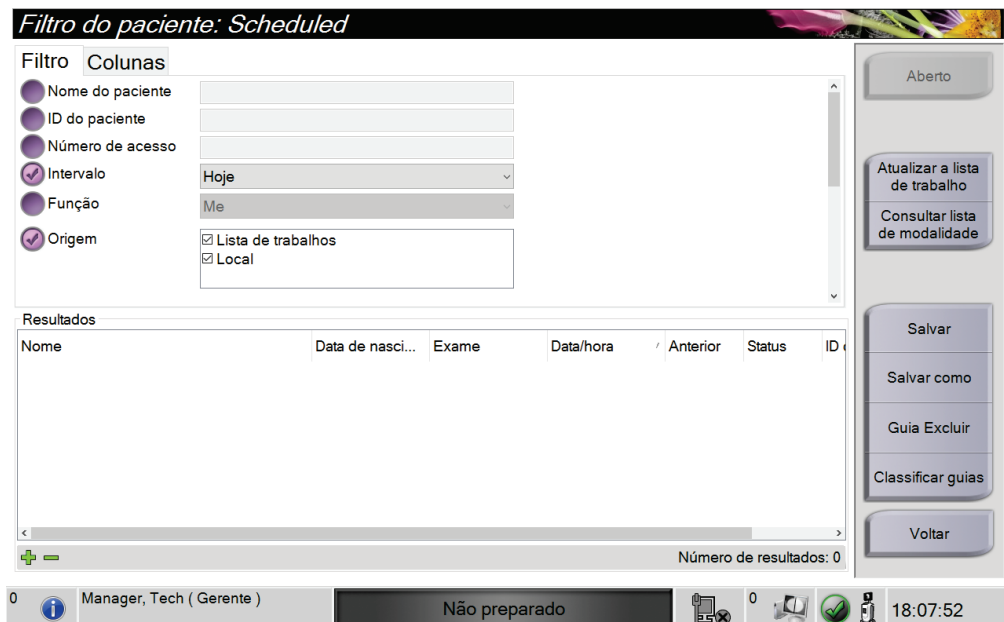 Filtro do paciente: Scheduled
Filtro Colunas
Nome do paciente
ID do paciente
Número de acesso
Intervalo
Hoje
Função
Me
Origem
Lista de trabalhos
Local
Resultados
Nome Data de nasci... Exame Data/hora Anterior Status ID
Número de resultados: 0
Aberto
Atualizar a lista
de trabalho
Consultar lista
de modalidade
Salvar
Salvar como
Guia Excluir
Classificar guias
Voltar
0 Manager, Tech ( Gerente ) Não preparado 0 18:07:52